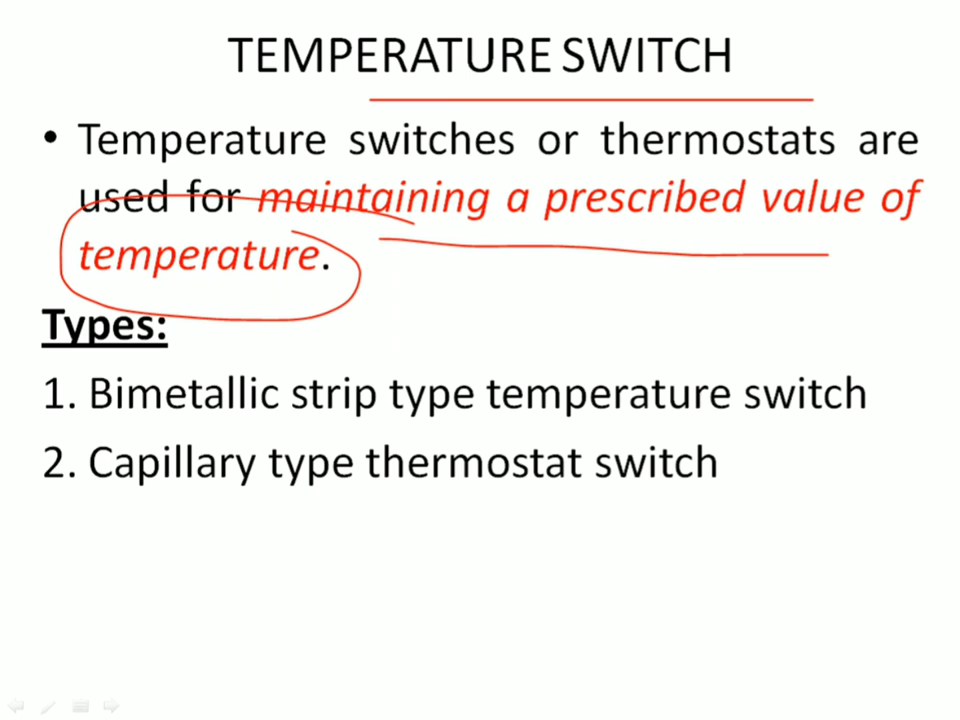 TEMPERATURE SWITCH
• Temperature switches or thermostats are
used for maintaining a prescribed value of
temperature.
Types:
1. Bimetallic strip type temperature switch
2. Capillary type thermostat switch